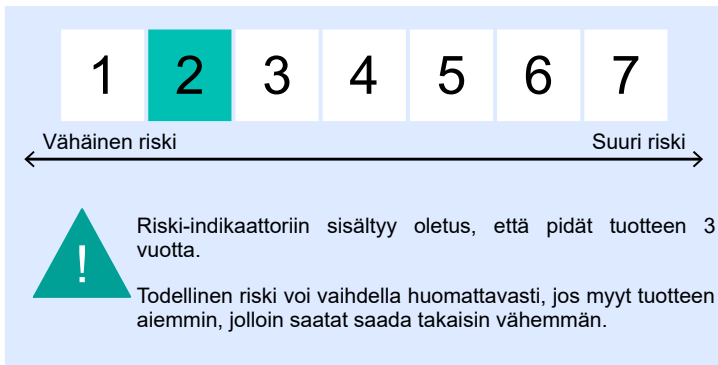 1 2 3 4 5 6 7
Vähäinen riski Suuri riski
!
Riski-indikaattoriin sisältyy oletus, että pidät tuotteen 3
vuotta.
Todellinen riski voi vaihdella huomattavasti, jos myyt tuotteen
aiemmin, jolloin saatat saada takaisin vähemmän.